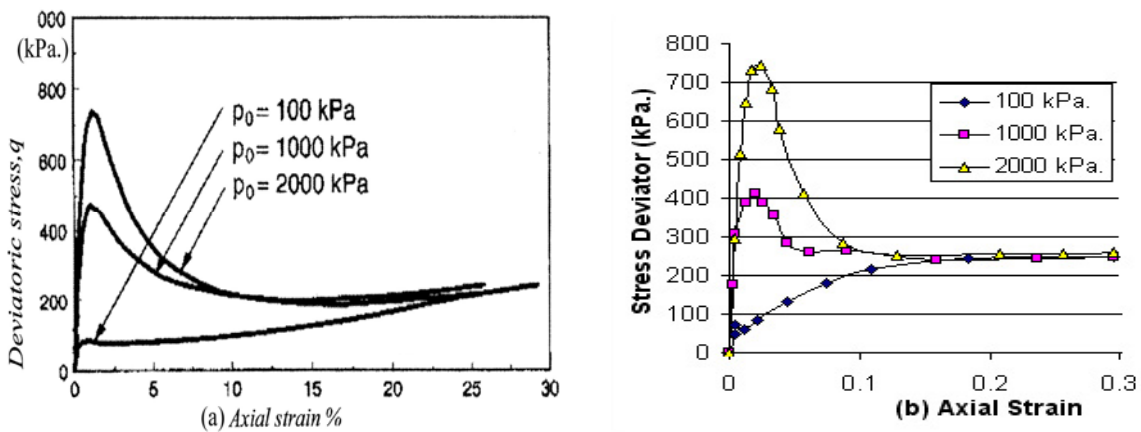 000
(kPa.)
800
600
400
200
0
Deviatoric stress,q
p0= 100 kPa
p0= 1000 kPa
p0= 2000 kPa
0
5
10
15
20
25
30
(a) Axial strain %
800
700
600
500
400
300
200
100
0
Stress Deviator (kPa.)
100 kPa.
1000 kPa.
2000 kPa.
0
0.1
0.2
0.3
(b) Axial Strain